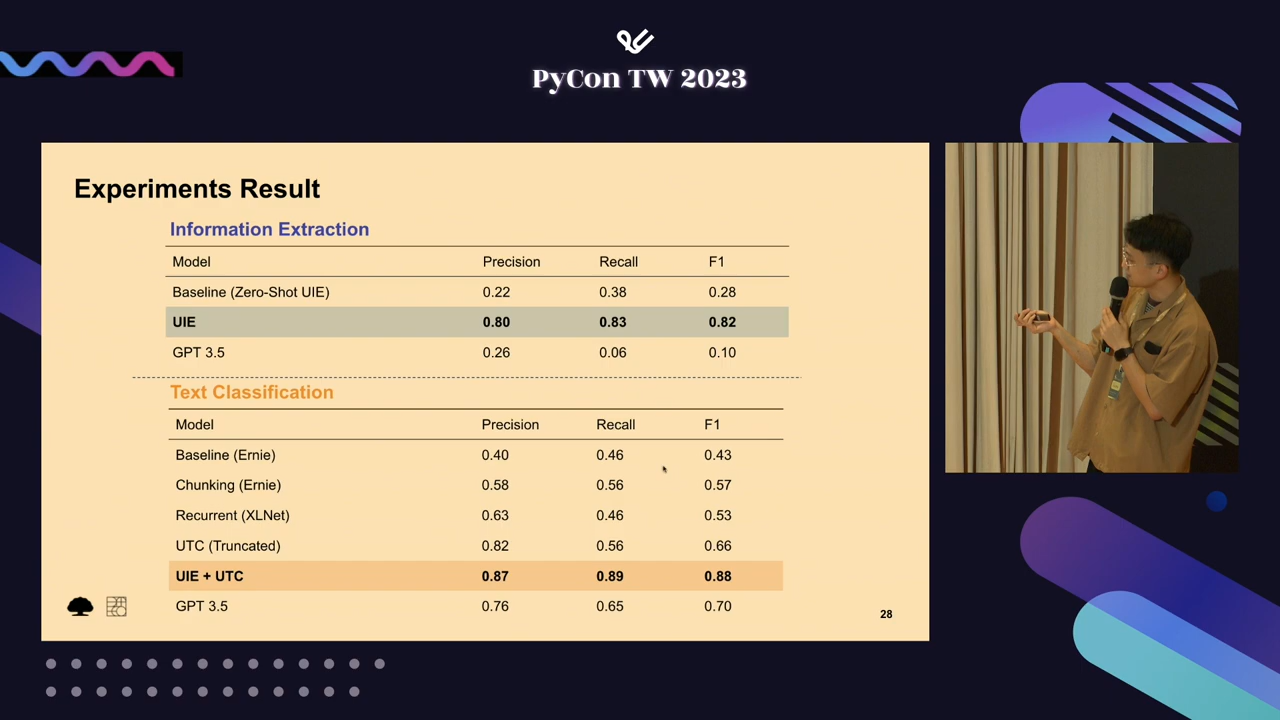 PyCon TW 2023
Experiments Result
Information Extraction
Model Precision Recall F1
Baseline (Zero-Shot UIE) 0.22 0.38 0.28
UIE 0.80 0.83 0.82
GPT 3.5 0.26 0.06 0.10
Text Classification
Model Precision Recall F1
Baseline (Ernie) 0.40 0.46 0.43
Chunking (Ernie) 0.58 0.56 0.57
Recurrent (XLNet) 0.63 0.46 0.53
UTC (Truncated) 0.82 0.56 0.66
UIE + UTC 0.87 0.89 0.88
GPT 3.5 0.76 0.65 0.70
28